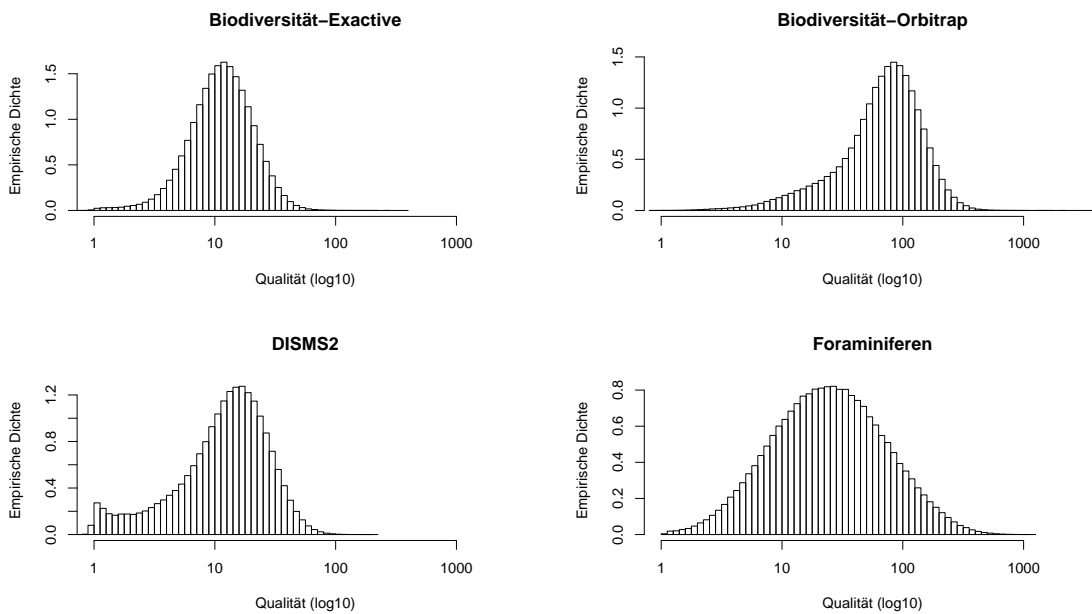 Biodiversität−Exactive
Empirische Dichte
0.0 0.5 1.0 1.5
1 10 100 1000
Qualität (log10)
Biodiversität−Orbitrap
Empirische Dichte
0.0 0.5 1.0 1.5
1 10 100 1000
Qualität (log10)
DISMS2
Empirische Dichte
0.0 0.4 0.8 1.2
1 10 100 1000
Qualität (log10)
Foraminiferen
Empirische Dichte
0.0 0.2 0.4 0.6 0.8
1 10 100 1000
Qualität (log10)